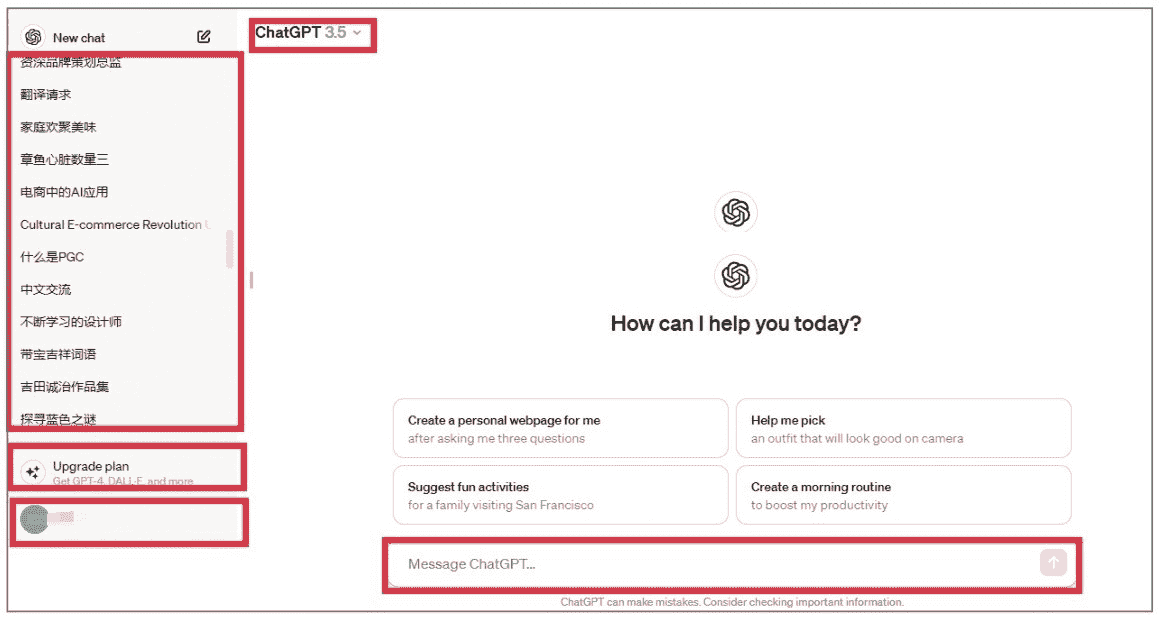 New chat
资深品牌策划总监
翻译请求
家庭欢聚美味
章鱼心脏数量三
电商中的AI应用
Cultural E-commerce Revolution
什么是PGC
中文交流
不断学习的设计师
带宝吉祥词语
吉田诚治作品集
探寻蓝色之谜
Upgrade plan
Get GPT-4, DALL·E, and more
ChatGPT 3.5
How can I help you today?
Create a personal webpage for me
after asking me three questions
Help me pick
an outfit that will look good on camera
Suggest fun activities
for a family visiting San Francisco
Create a morning routine
to boost my productivity
Message ChatGPT...
ChatGPT can make mistakes. Consider checking important information.